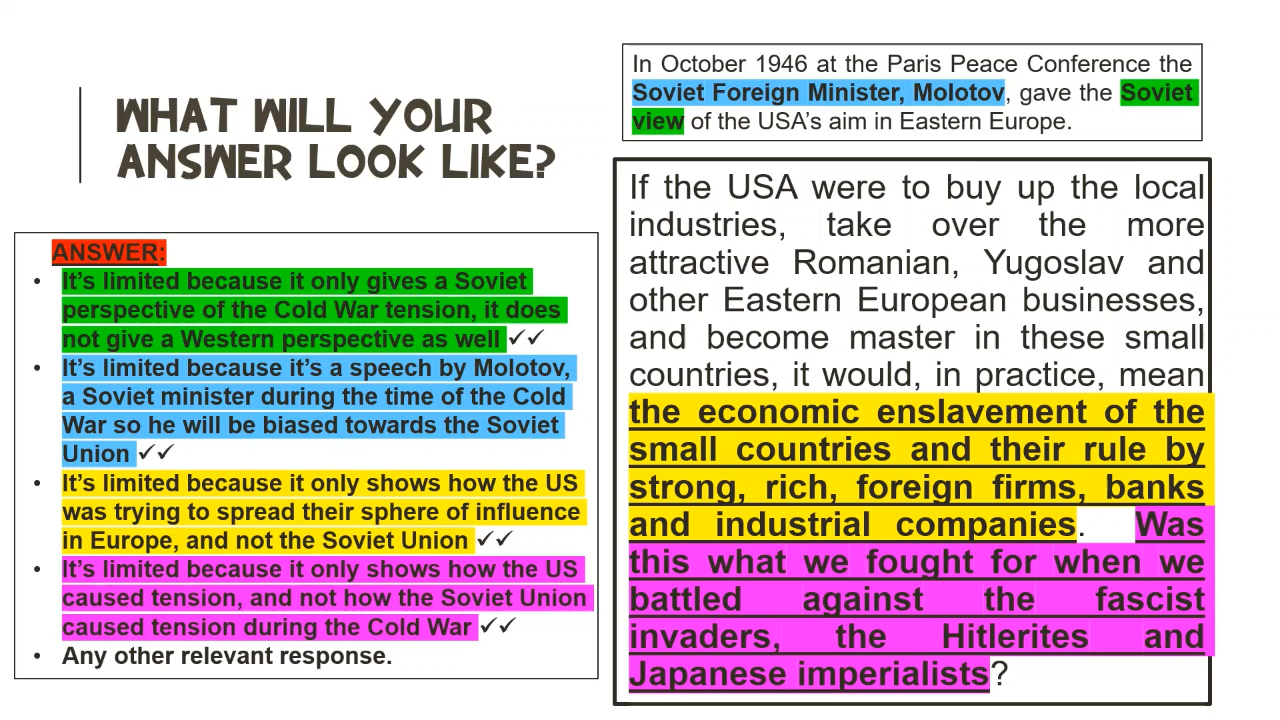 WHAT WILL YOUR
ANSWER LOOK LIKE?
In October 1946 at the Paris Peace Conference the
Soviet Foreign Minister, Molotov, gave the Soviet
view of the USA’s aim in Eastern Europe.
ANSWER:
• It’s limited because it only gives a Soviet
perspective of the Cold War tension, it does
not give a Western perspective as well ✓✓
• It’s limited because it’s a speech by Molotov,
a Soviet minister during the time of the Cold
War so he will be biased towards the Soviet
Union ✓✓
• It’s limited because it only shows how the US
was trying to spread their sphere of influence
in Europe, and not the Soviet Union ✓✓
• It’s limited because it only shows how the US
caused tension, and not how the Soviet Union
caused tension during the Cold War ✓✓
• Any other relevant response.
If the USA were to buy up the local
industries, take over the more
attractive Romanian, Yugoslav and
other Eastern European businesses,
and become master in these small
countries, it would, in practice, mean
the economic enslavement of the
small countries and their rule by
strong, rich, foreign firms, banks
and industrial companies. Was
this what we fought for when we
battled against the fascist
invaders, the Hitlerites and
Japanese imperialists?